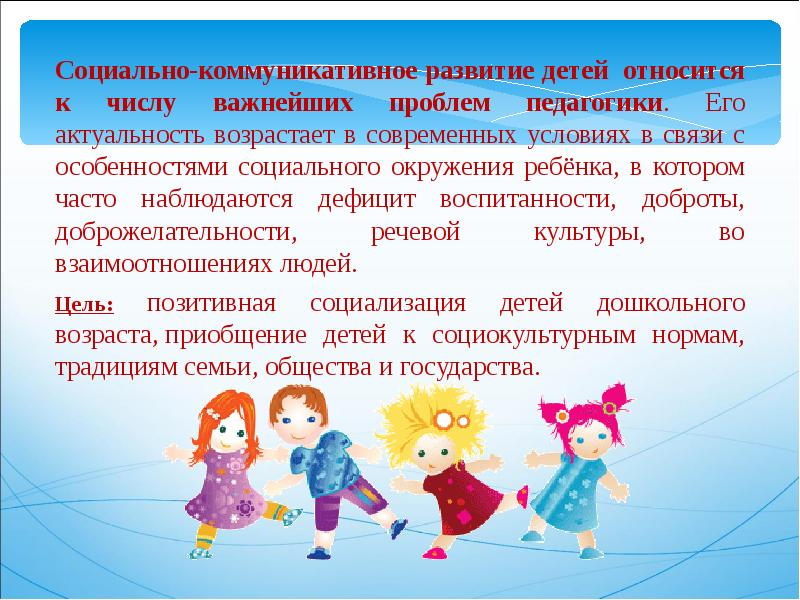 Социально-коммуникативное развитие детей относится
к числу важнейших проблем педагогики. Его
актуальность возрастает в современных условиях в связи с
особенностями социального окружения ребёнка, в котором
часто наблюдаются дефицит воспитанности, доброты,
доброжелательности, речевой культуры, во
взаимоотношениях людей.
Цель: позитивная социализация детей дошкольного
возраста, приобщение детей к социокультурным нормам,
традициям семьи, общества и государства.